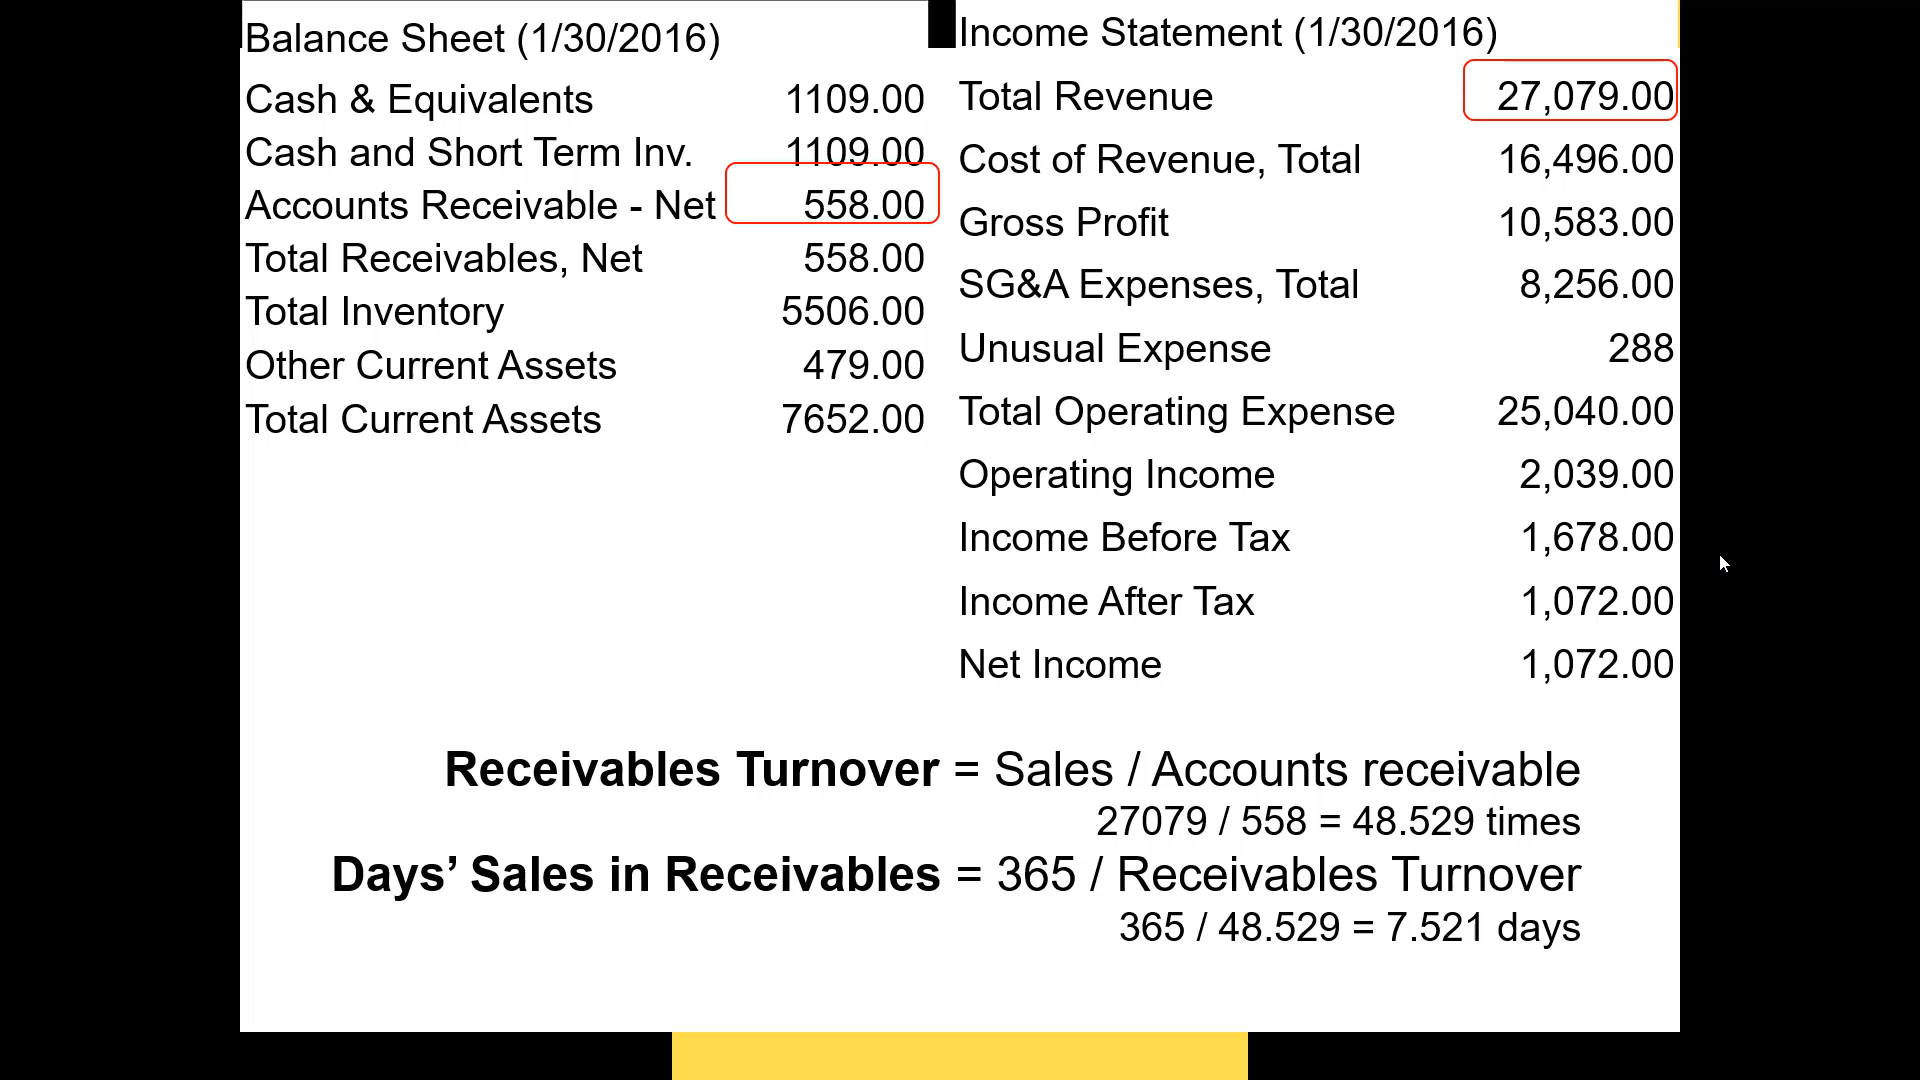 Balance Sheet (1/30/2016)
Cash & Equivalents 1109.00
Cash and Short Term Inv. 1109.00
Accounts Receivable - Net 558.00
Total Receivables, Net 558.00
Total Inventory 5506.00
Other Current Assets 479.00
Total Current Assets 7652.00
Income Statement (1/30/2016)
Total Revenue 27,079.00
Cost of Revenue, Total 16,496.00
Gross Profit 10,583.00
SG&A Expenses, Total 8,256.00
Unusual Expense 288
Total Operating Expense 25,040.00
Operating Income 2,039.00
Income Before Tax 1,678.00
Income After Tax 1,072.00
Net Income 1,072.00
Receivables Turnover = Sales / Accounts receivable
27079 / 558 = 48.529 times
Days’ Sales in Receivables = 365 / Receivables Turnover
365 / 48.529 = 7.521 days